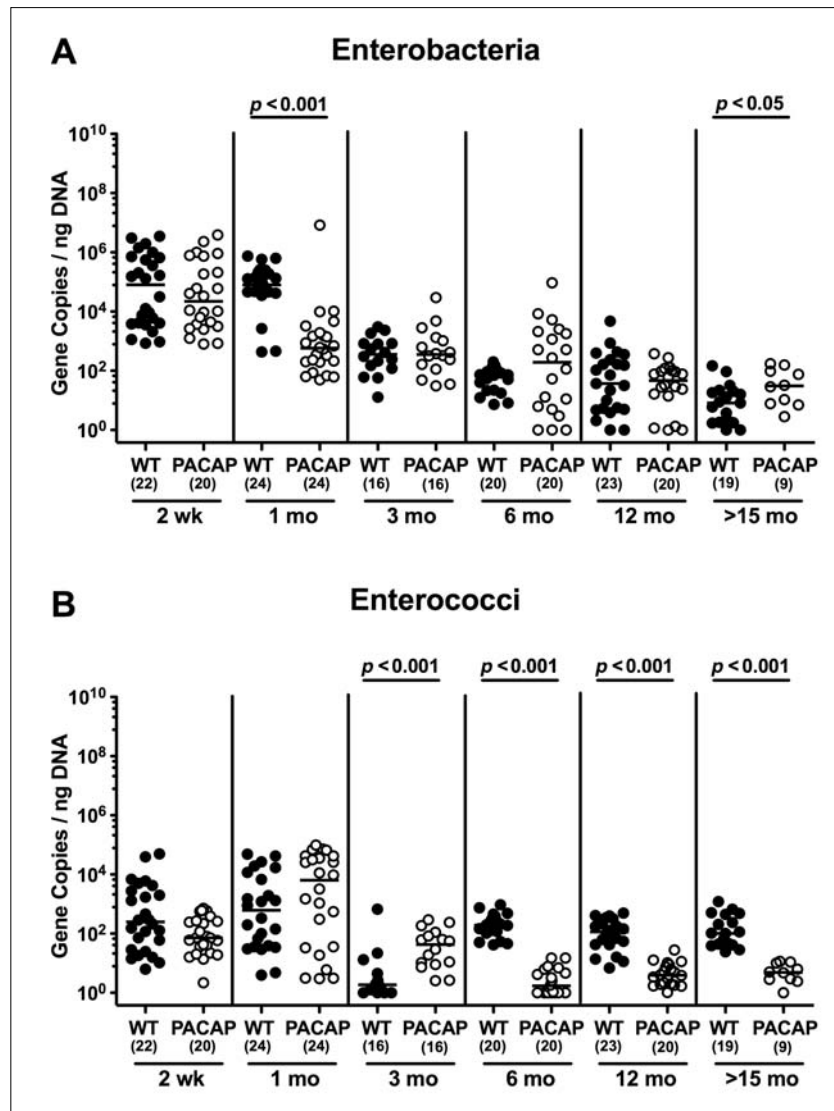 A Enterobacteria
p < 0.001 p < 0.05
Gene Copies / ng DNA
10^10
10^8
10^6
10^4
10^2
10^0
WT PACAP WT PACAP WT PACAP WT PACAP WT PACAP WT PACAP
(22) (20) (24) (24) (16) (16) (20) (20) (23) (20) (19) (9)
2 wk 1 mo 3 mo 6 mo 12 mo >15 mo
B Enterococci
p < 0.001 p < 0.001 p < 0.001 p < 0.001
Gene Copies / ng DNA
10^10
10^8
10^6
10^4
10^2
10^0
WT PACAP WT PACAP WT PACAP WT PACAP WT PACAP WT PACAP
(22) (20) (24) (24) (16) (16) (20) (20) (23) (20) (19) (9)
2 wk 1 mo 3 mo 6 mo 12 mo >15 mo